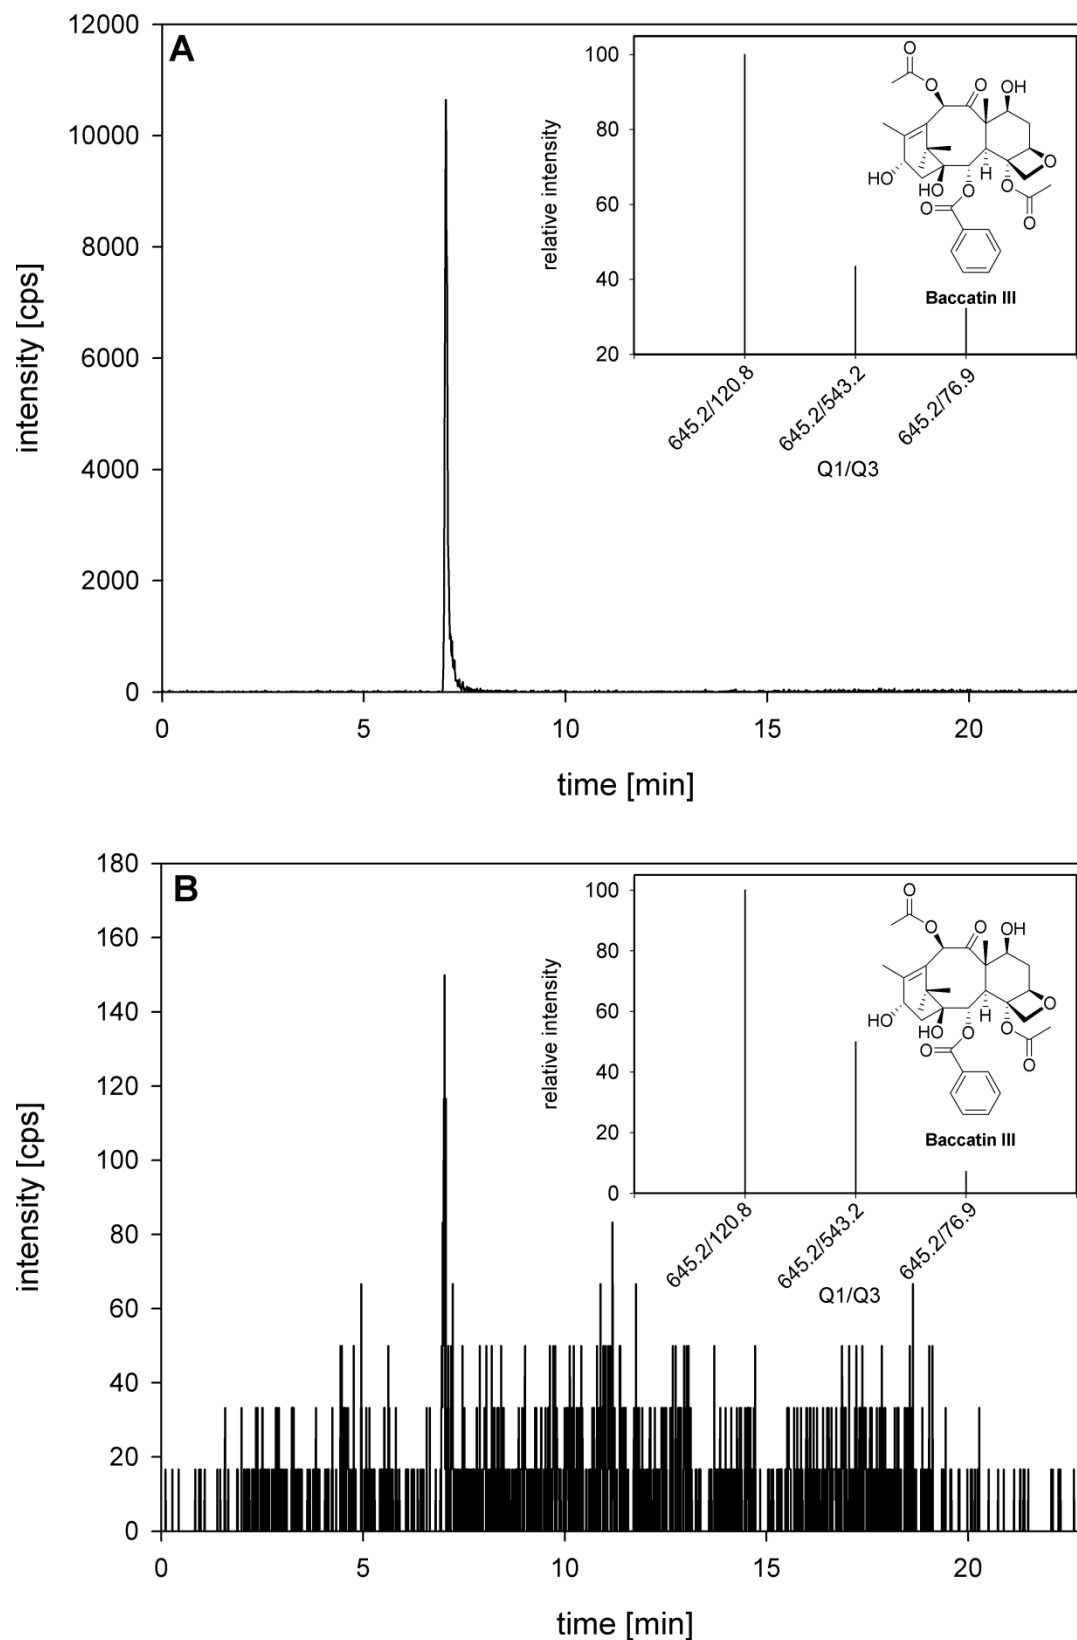 A
12000
10000
8000
6000
4000
2000
0
intensity [cps]
0 5 10 15 20
time [min]
100
80
60
40
20
relative intensity
645.2/120.8 645.2/543.2 645.2/76.9
Q1/Q3
O
O
O
OH
HO
HO
H
O
O
O
O
O
Baccatin III
B
180
160
140
120
100
80
60
40
20
0
intensity [cps]
0 5 10 15 20
time [min]
100
80
60
40
20
0
relative intensity
645.2/120.8 645.2/543.2 645.2/76.9
Q1/Q3
O
O
O
OH
HO
HO
H
O
O
O
O
O
Baccatin III